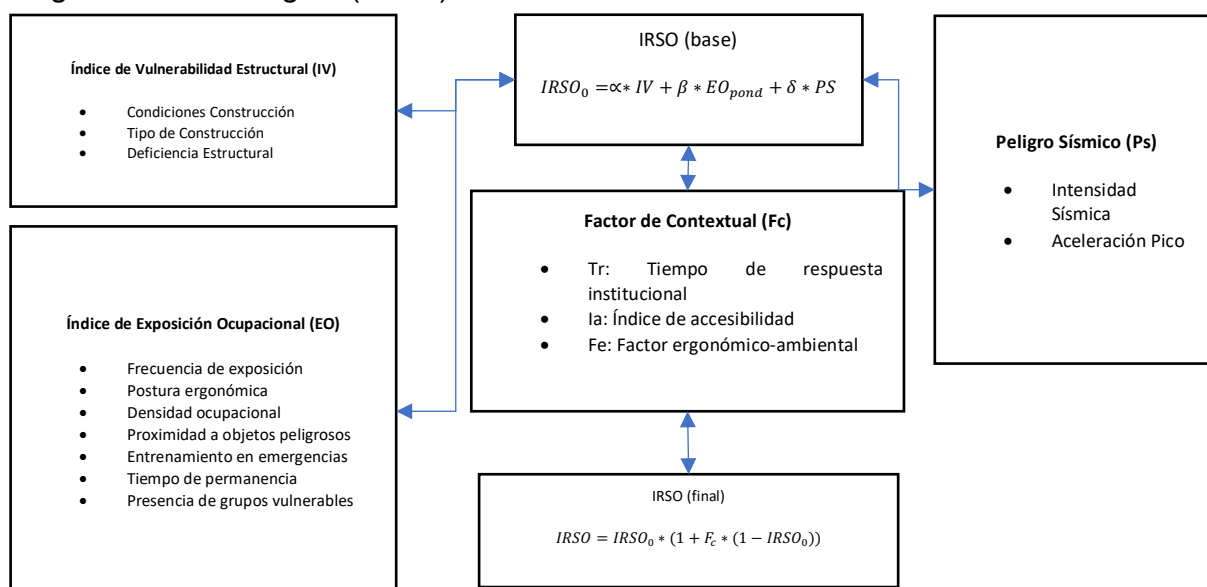 Índice de Vulnerabilidad Estructural (IV)
• Condiciones Construcción
• Tipo de Construcción
• Deficiencia Estructural
Índice de Exposición Ocupacional (EO)
• Frecuencia de exposición
• Postura ergonómica
• Densidad ocupacional
• Proximidad a objetos peligrosos
• Entrenamiento en emergencias
• Tiempo de permanencia
• Presencia de grupos vulnerables
IRSO (base)
IRSO₀ =∝* IV + β * EO_pond + δ * PS
Factor de Contextual (Fc)
• Tr: Tiempo de respuesta
institucional
• Ia: Índice de accesibilidad
• Fe: Factor ergonómico-ambiental
IRSO (final)
IRSO = IRSO₀ * (1 + F_c * (1 − IRSO₀))
Peligro Sísmico (Ps)
• Intensidad
Sísmica
• Aceleración Pico